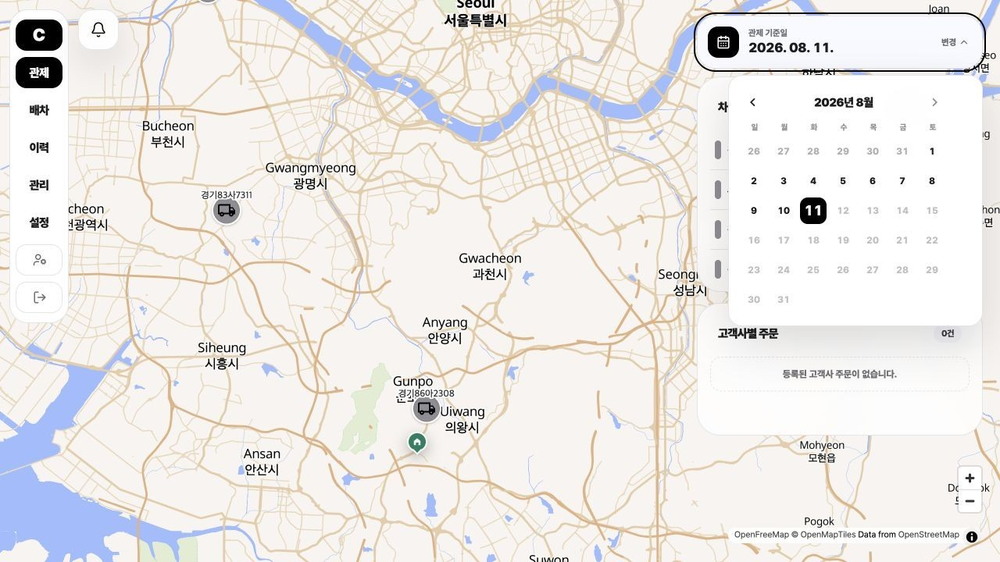 C
관제
배차
이력
관리
설정
Seoul
서울특별시
Joan
Bucheon
부천시
Gwangmyeong
광명시
경기83사7311
Gwacheon
과천시
성남시
Anyang
안양시
Siheung
시흥시
Gunpo
경기86아2308
Uiwang
의왕시
Ansan
안산시
Suwon
Mohyeon
모현읍
Pogok
관제 기준일
2026. 08. 11.
변경
2026년 8월
일 월 화 수 목 금 토
26 27 28 29 30 31 1
2 3 4 5 6 7 8
9 10 11 12 13 14 15
16 17 18 19 20 21 22
23 24 25 26 27 28 29
30 31
고객사별 주문
0건
등록된 고객사 주문이 없습니다.
+
−
OpenFreeMap © OpenMapTiles Data from OpenStreetMap